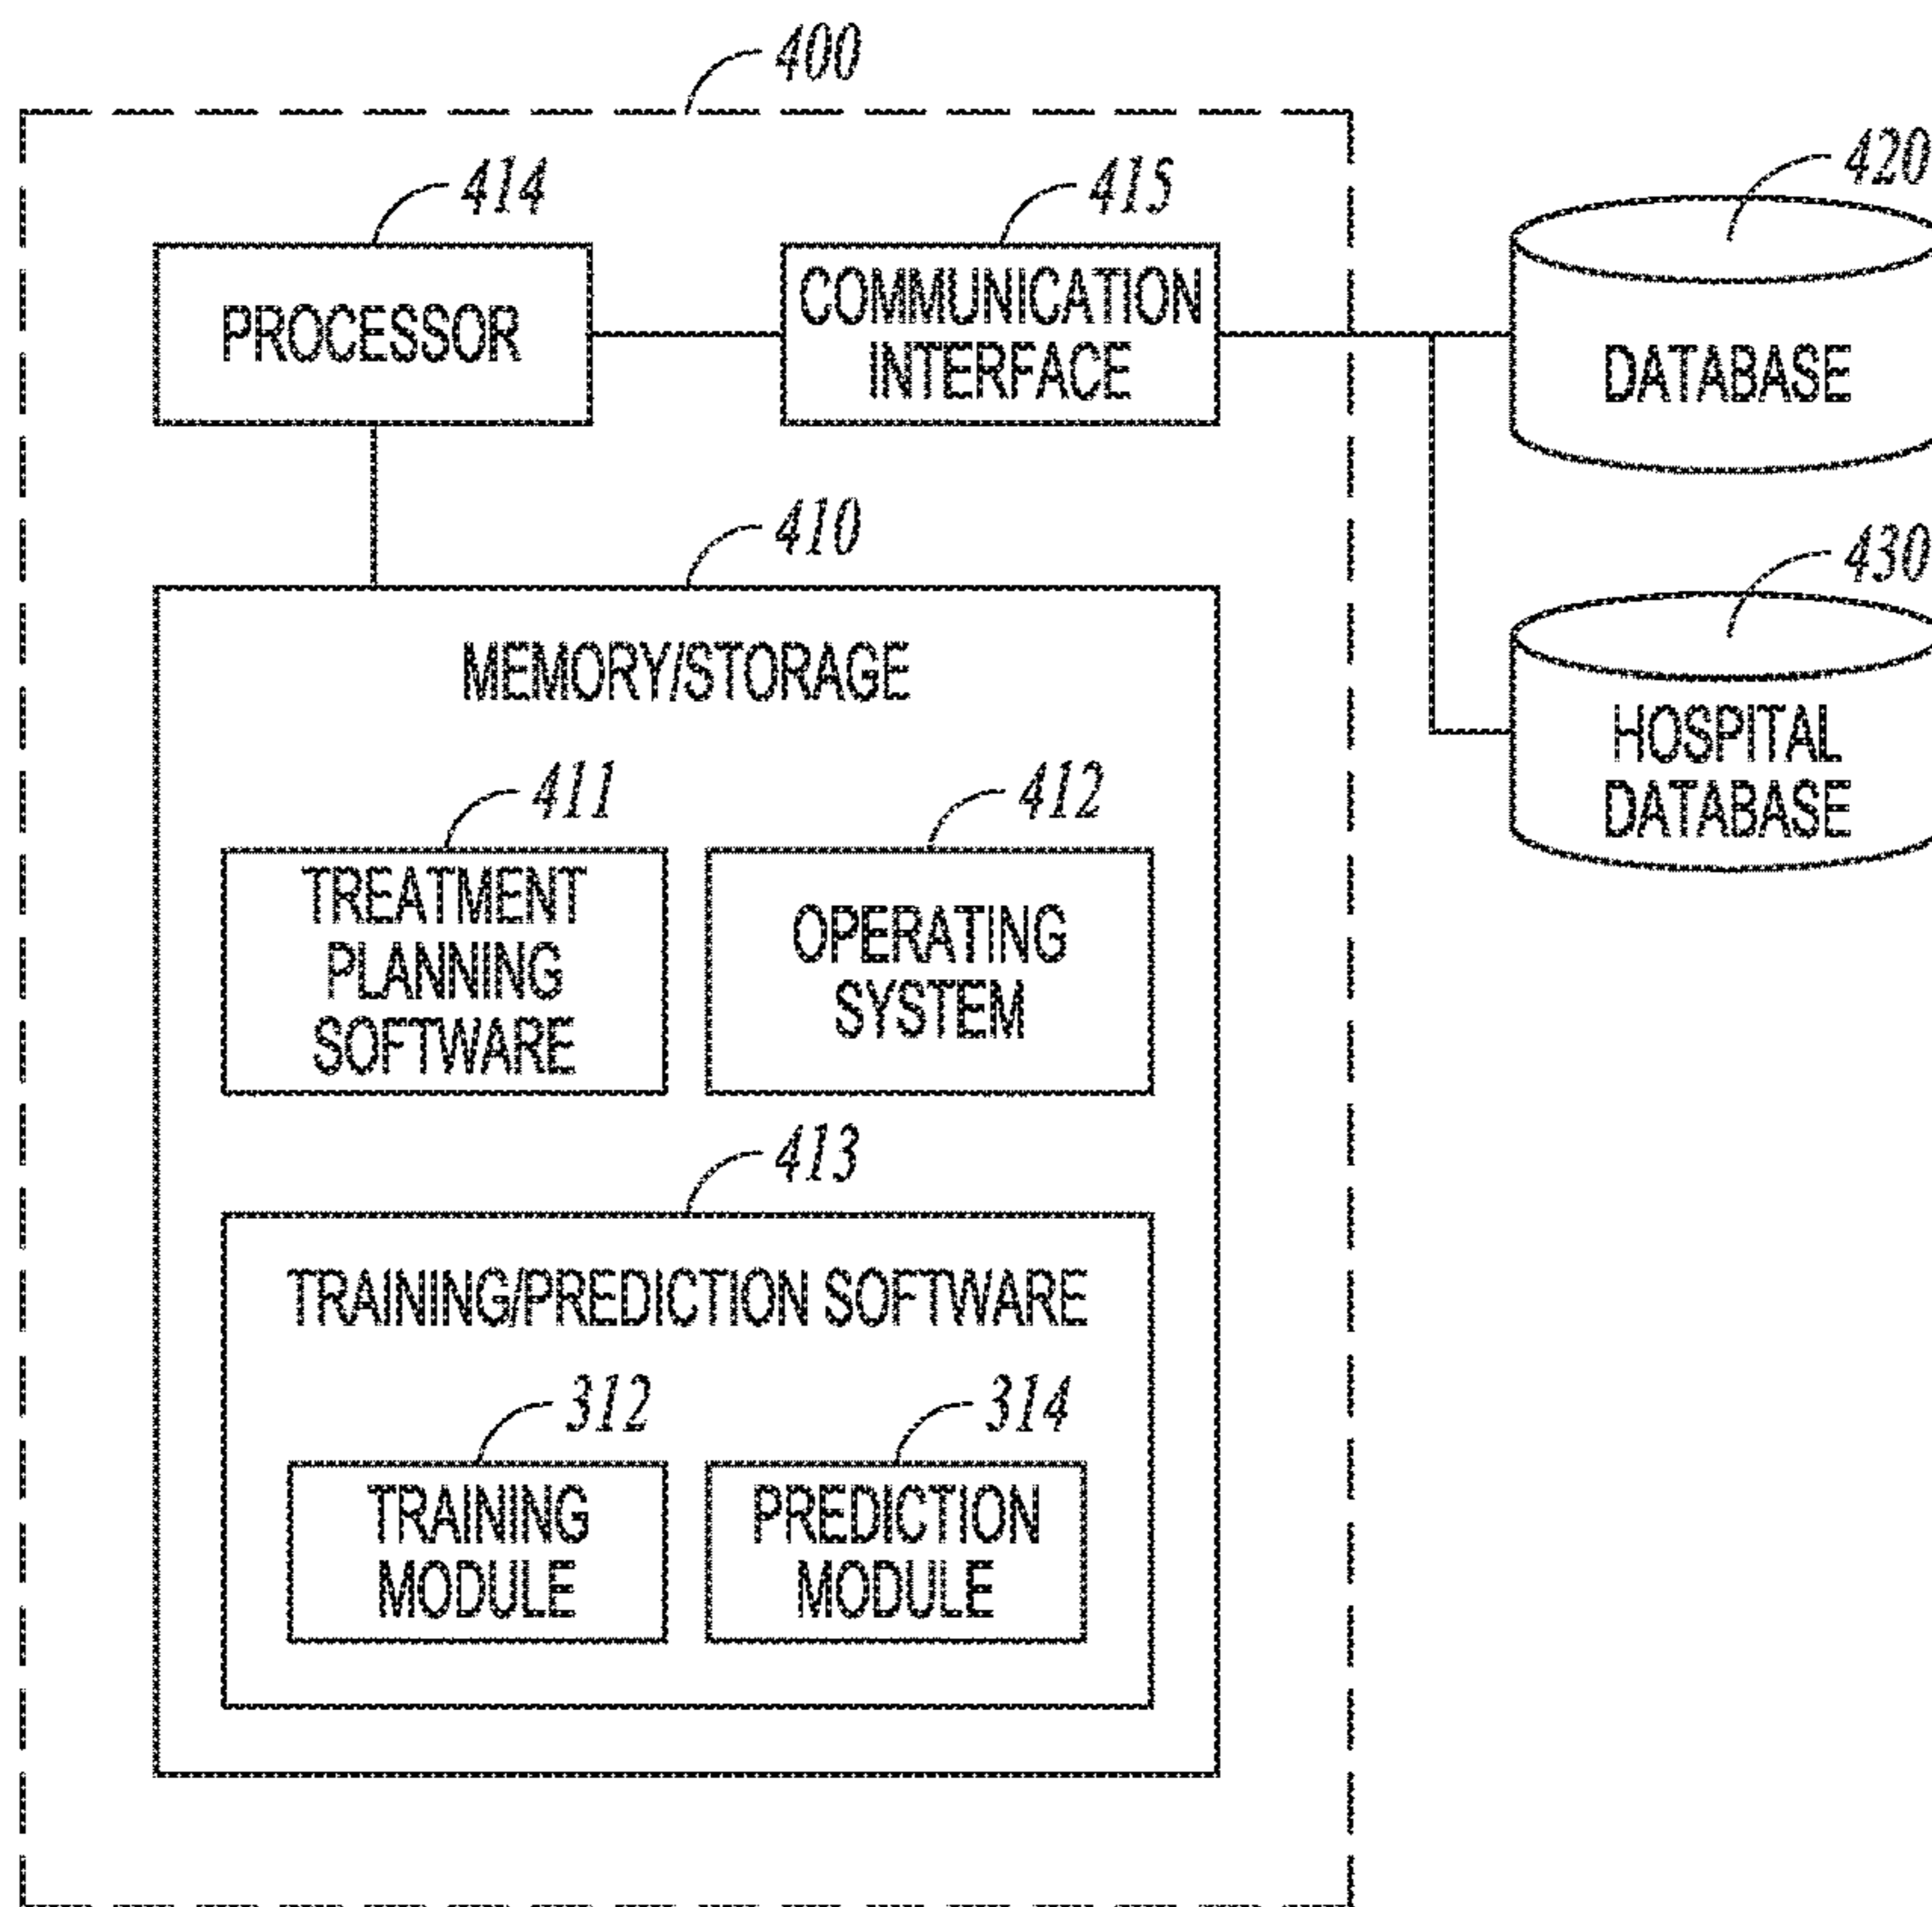 400
414
415
420
PROCESSOR
COMMUNICATION
INTERFACE
DATABASE
410
430
MEMORY/STORAGE
HOSPITAL
DATABASE
411
412
TREATMENT
PLANNING
SOFTWARE
OPERATING
SYSTEM
413
TRAINING/PREDICTION SOFTWARE
312
314
TRAINING
MODULE
PREDICTION
MODULE